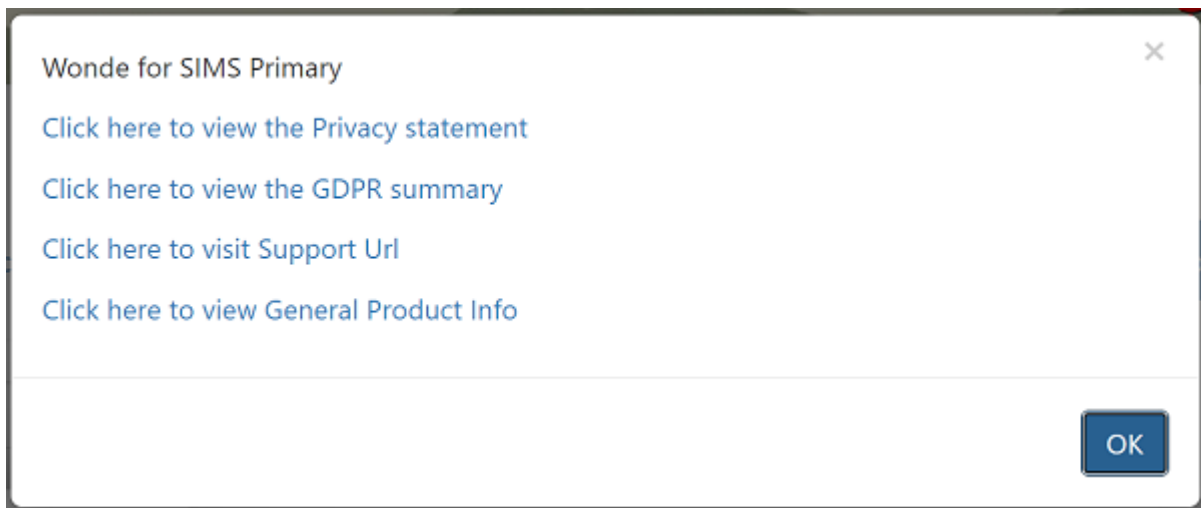 Wonde for SIMS Primary
Click here to view the Privacy statement
Click here to view the GDPR summary
Click here to visit Support Url
Click here to view General Product Info
OK